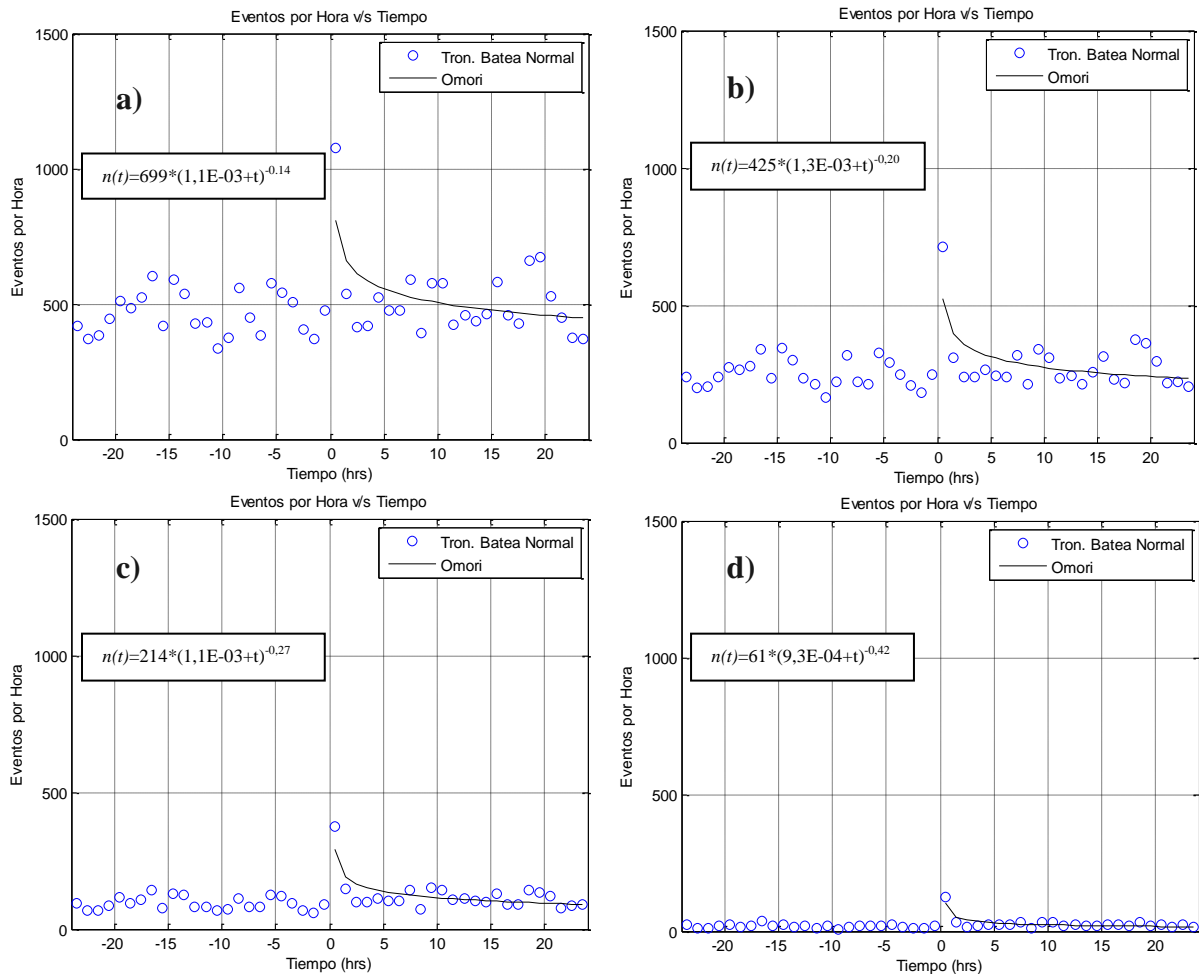 Eventos por Hora v/s Tiempo
a)
Tron. Batea Normal
Omori
n(t)=699*(1,1E-03+t)-0.14
1500
1000
500
0
Eventos por Hora
-20 -15 -10 -5 0 5 10 15 20
Tiempo (hrs)
Eventos por Hora v/s Tiempo
b)
Tron. Batea Normal
Omori
n(t)=425*(1,3E-03+t)-0,20
1500
1000
500
0
Eventos por Hora
-20 -15 -10 -5 0 5 10 15 20
Tiempo (hrs)
Eventos por Hora v/s Tiempo
c)
Tron. Batea Normal
Omori
n(t)=214*(1,1E-03+t)-0,27
1500
1000
500
0
Eventos por Hora
-20 -15 -10 -5 0 5 10 15 20
Tiempo (hrs)
Eventos por Hora v/s Tiempo
d)
Tron. Batea Normal
Omori
n(t)=61*(9,3E-04+t)-0,42
1500
1000
500
0
Eventos por Hora
-20 -15 -10 -5 0 5 10 15 20
Tiempo (hrs)